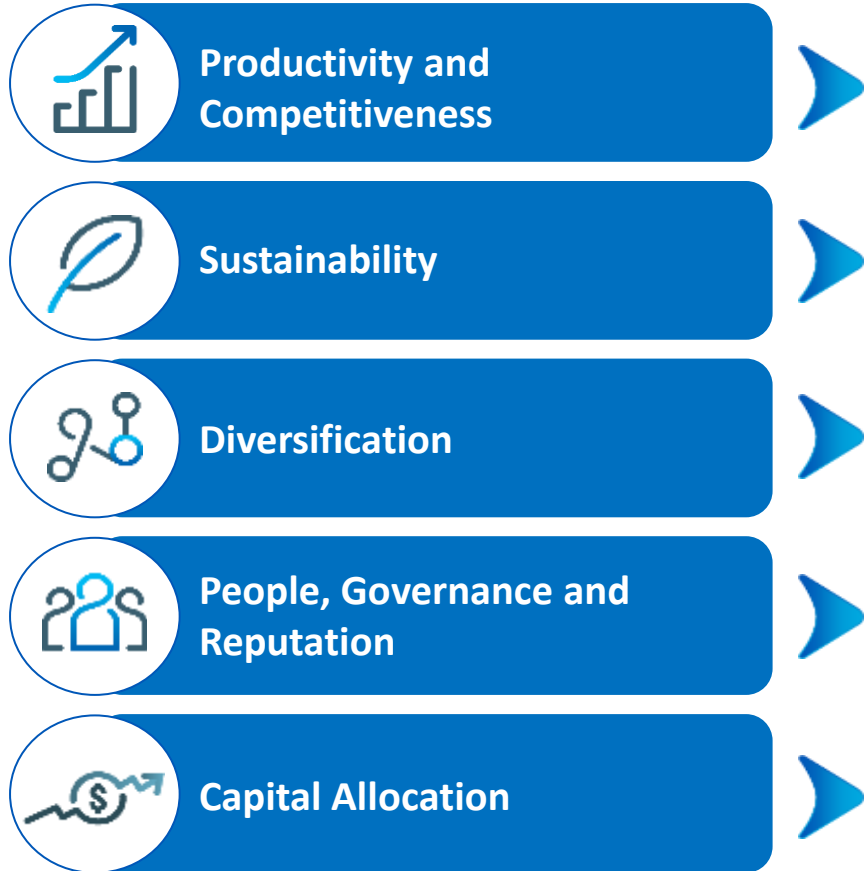 Productivity and
Competitiveness
Sustainability
Diversification
People, Governance and
Reputation
$
Capital Allocation